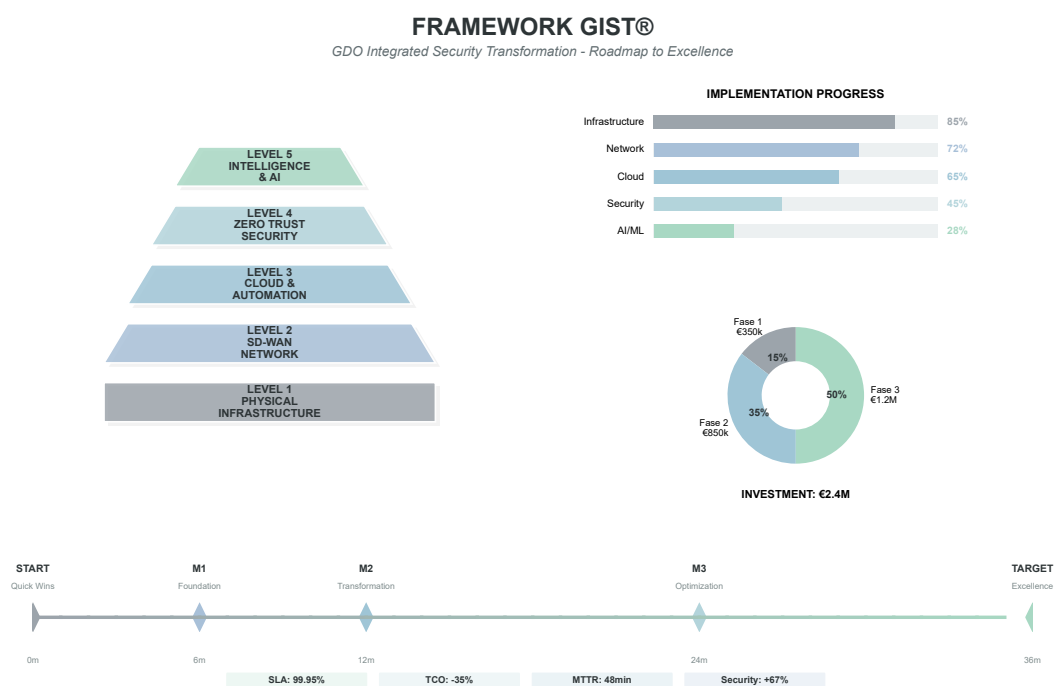 FRAMEWORK GIST®
GDO Integrated Security Transformation - Roadmap to Excellence
LEVEL 5
INTELLIGENCE
& AI
LEVEL 4
ZERO TRUST
SECURITY
LEVEL 3
CLOUD &
AUTOMATION
LEVEL 2
SD-WAN
NETWORK
LEVEL 1
PHYSICAL
INFRASTRUCTURE
IMPLEMENTATION PROGRESS
Infrastructure 85%
Network 72%
Cloud 65%
Security 45%
AI/ML 28%
Fase 1
€350k
15%
Fase 3
€1.2M
50%
Fase 2
€850k
35%
INVESTMENT: €2.4M
START M1 M2 M3 TARGET
Quick Wins Foundation Transformation Optimization Excellence
0m 6m 12m 24m 36m
SLA: 99.95% TCO: -35% MTTR: 48min Security: +67%